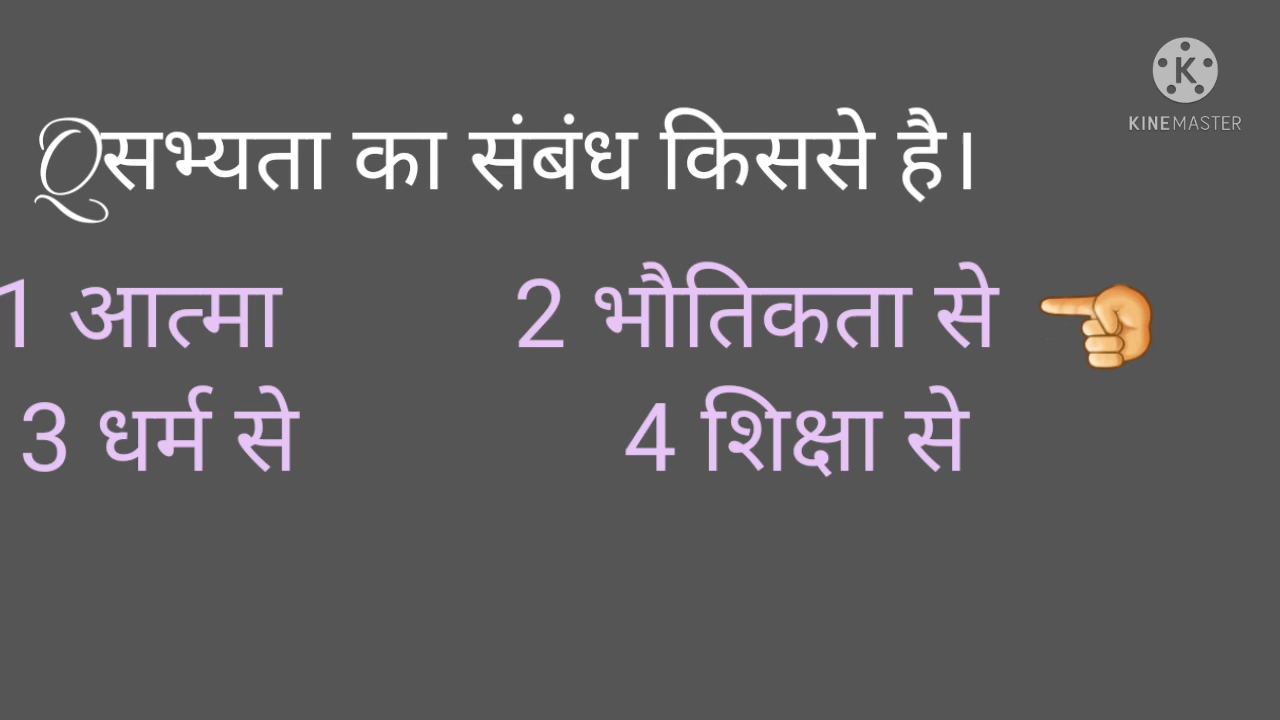 KINEMASTER
Qसभ्यता का संबंध किससे है।
1 आत्मा 2 भौतिकता से
3 धर्म से 4 शिक्षा से